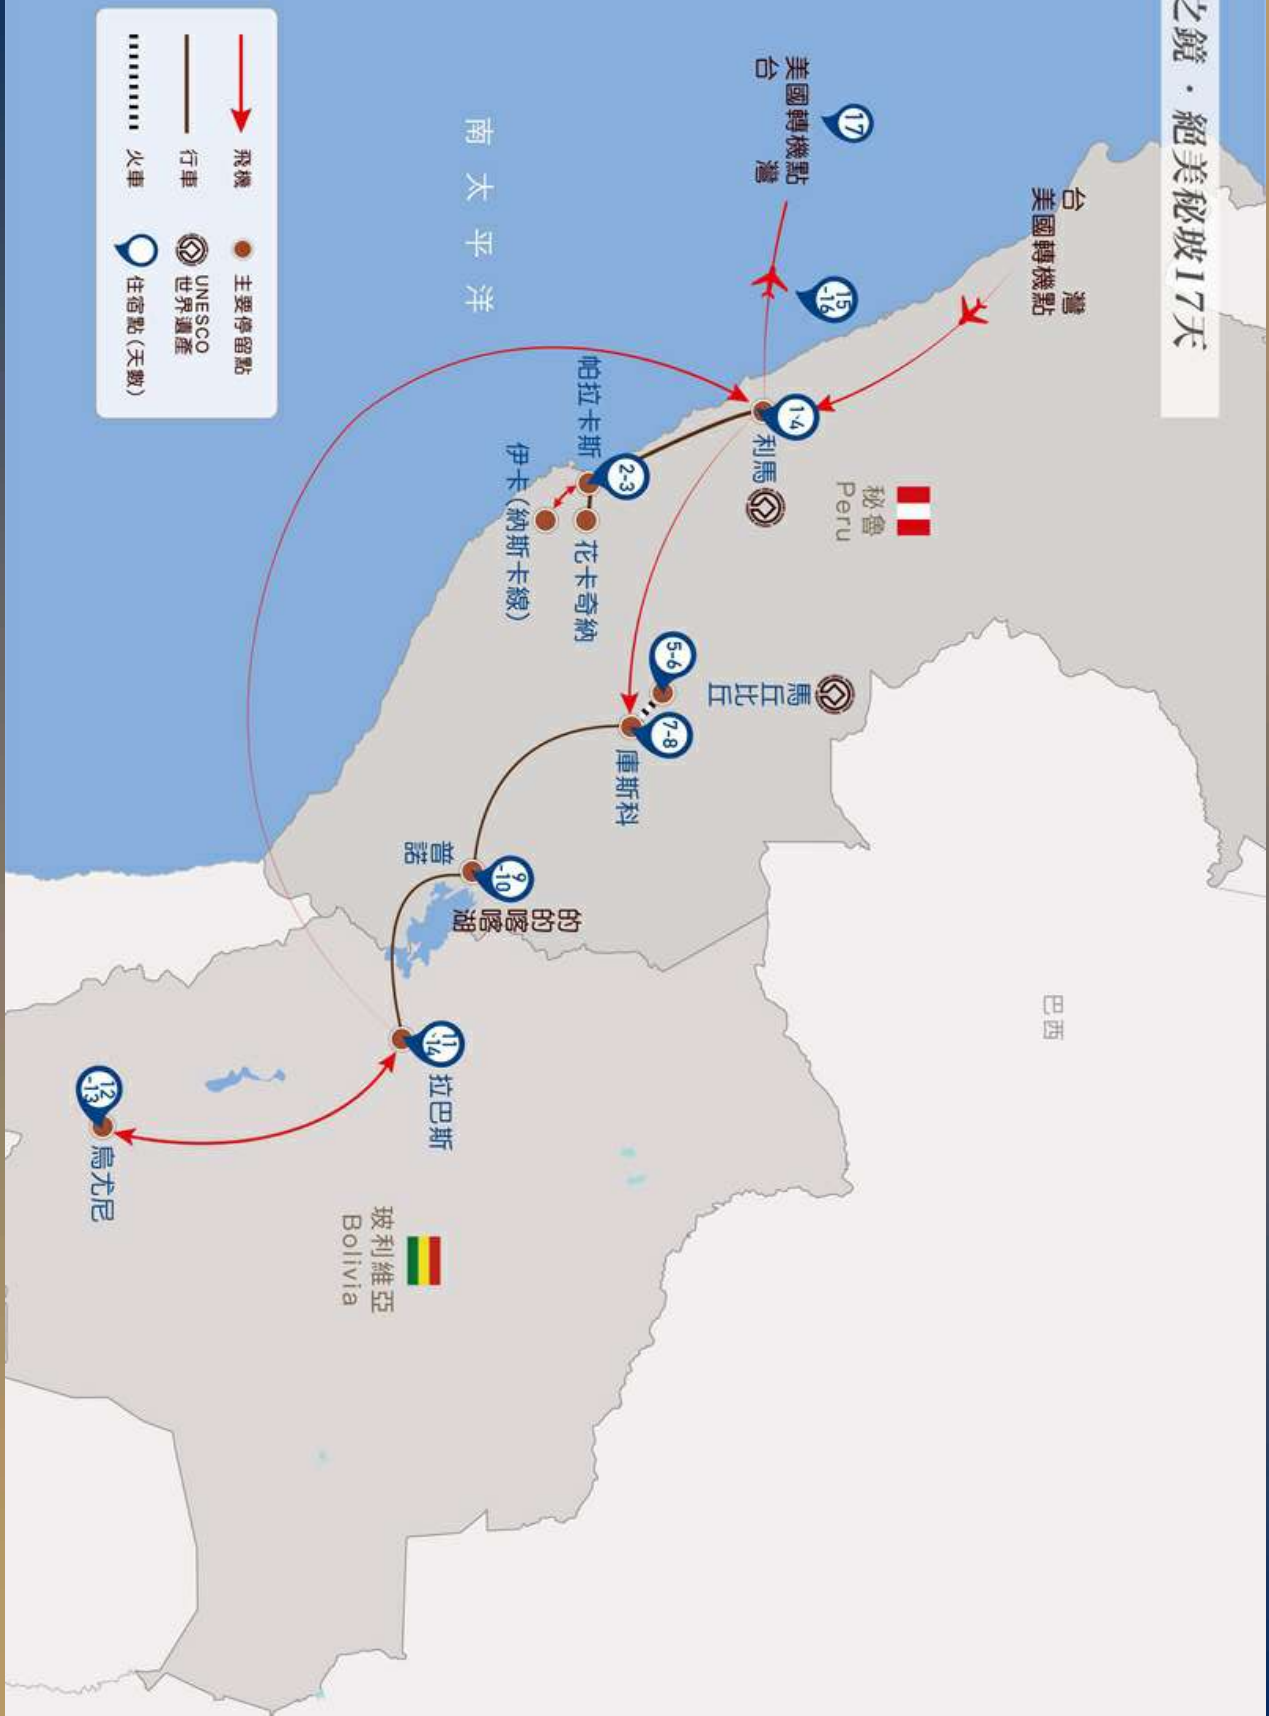 之鏡・絕美秘玻17天
台　灣
美國轉機點
17
美國轉機點
台　灣
15
-16
1·4
利馬
秘魯
Peru
2-3
帕拉卡斯
花卡奇納
伊卡(納斯卡線)
馬丘比丘
5-6
7-8
庫斯科
9
-10
普諾
的的喀喀湖
巴西
11
·14
拉巴斯
12
-13
烏尤尼
玻利維亞
Bolivia
南太平洋
飛機
主要停留點
行車
UNESCO
世界遺產
火車
住宿點(天數)